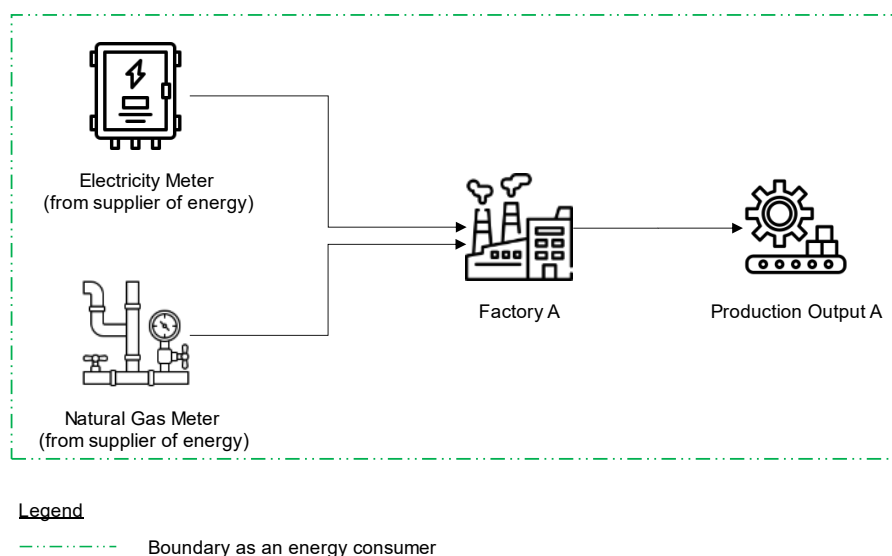 Electricity Meter
(from supplier of energy)
Factory A
Production Output A
Natural Gas Meter
(from supplier of energy)
Legend
Boundary as an energy consumer